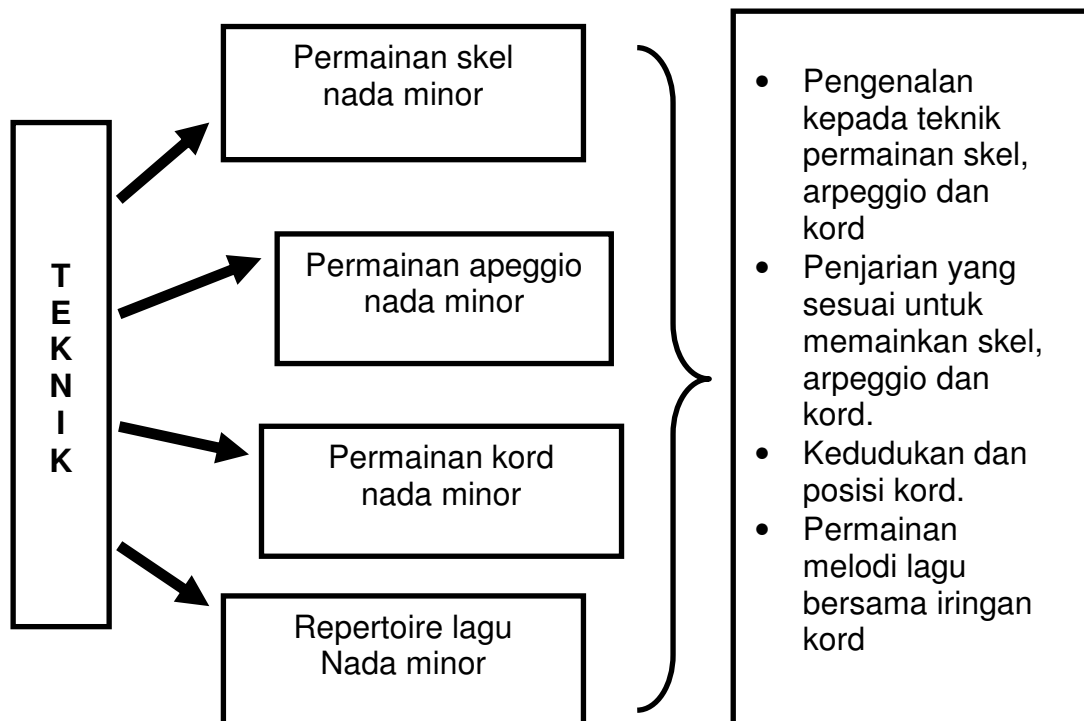 T
E
K
N
I
K
Permainan skel
nada minor
Permainan apeggio
nada minor
Permainan kord
nada minor
Repertoire lagu
Nada minor
• Pengenalan
kepada teknik
permainan skel,
arpeggio dan
kord
• Penjarian yang
sesuai untuk
memainkan skel,
arpeggio dan
kord.
• Kedudukan dan
posisi kord.
• Permainan
melodi lagu
bersama iringan
kord